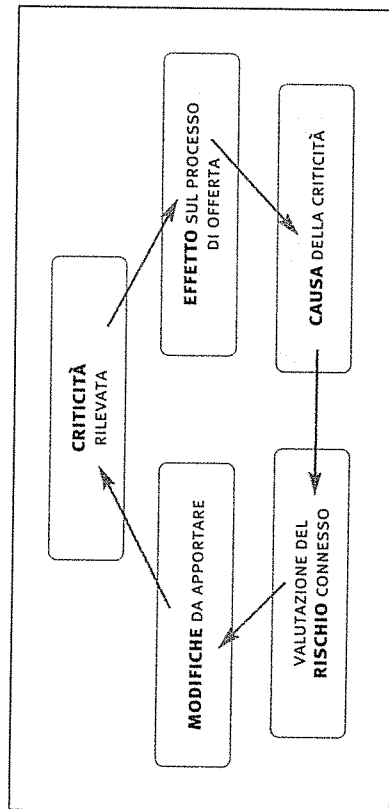 CRITICITÀ
RILEVATA
EFFETTO SUL PROCESSO
DI OFFERTA
CAUSA DELLA CRITICITÀ
VALUTAZIONE DEL
RISCHIO CONNESSO
MODIFICHE DA APPORTARE